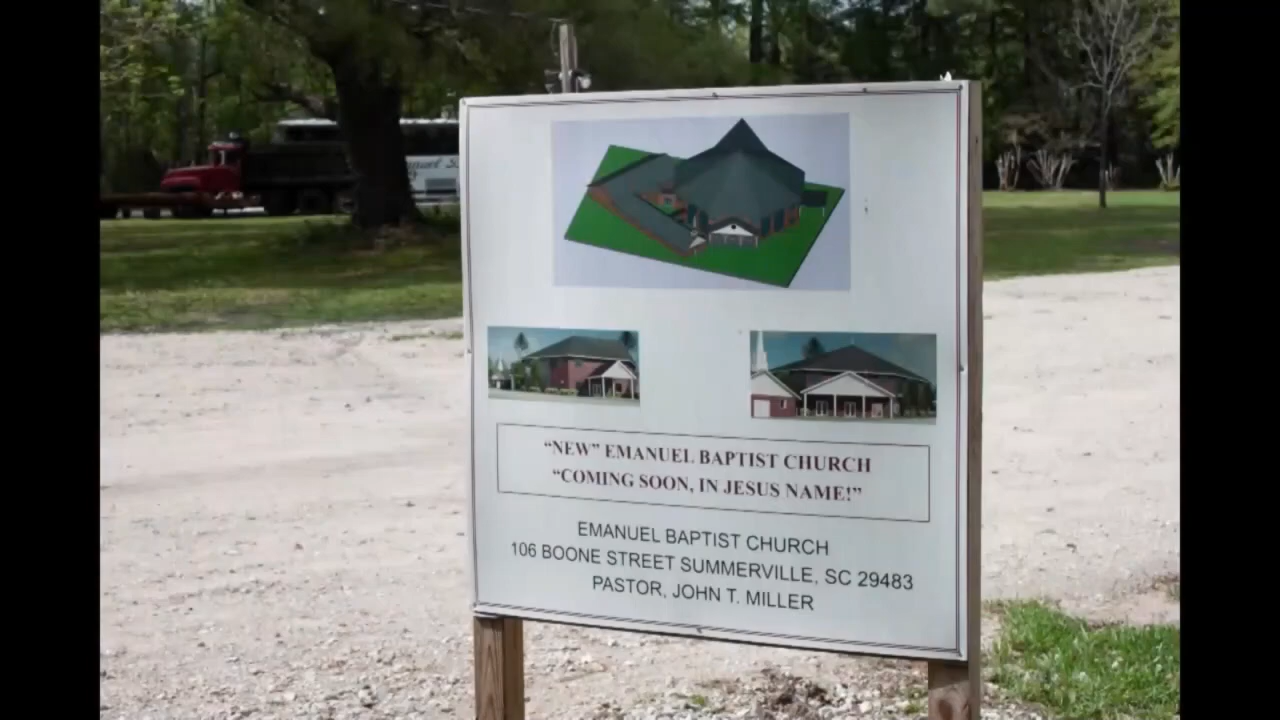 “NEW” EMANUEL BAPTIST CHURCH
“COMING SOON, IN JESUS NAME!”
EMANUEL BAPTIST CHURCH
106 BOONE STREET SUMMERVILLE, SC 29483
PASTOR, JOHN T. MILLER